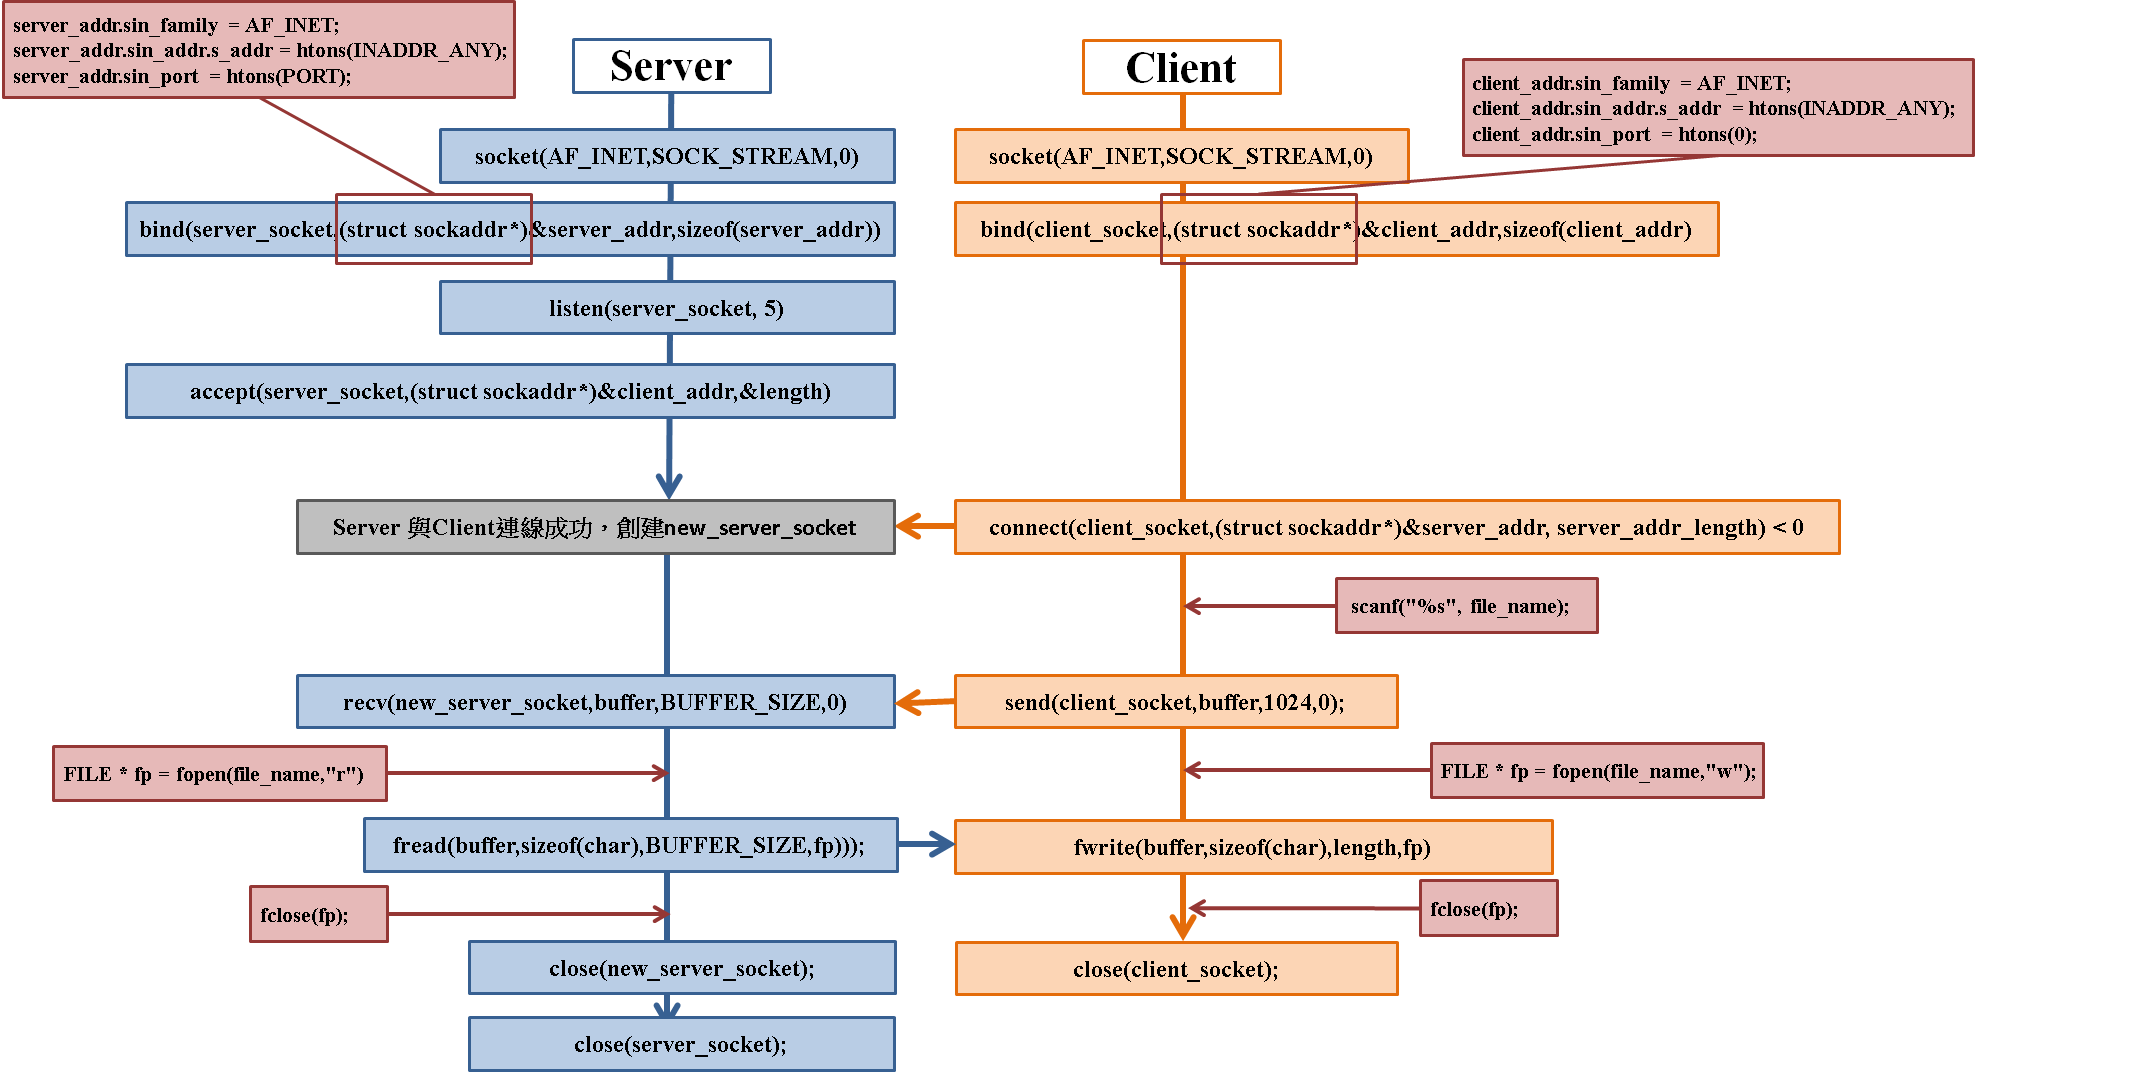 server_addr.sin_family = AF_INET;
server_addr.sin_addr.s_addr = htons(INADDR_ANY);
server_addr.sin_port = htons(PORT);
Server
Client
client_addr.sin_family = AF_INET;
client_addr.sin_addr.s_addr = htons(INADDR_ANY);
client_addr.sin_port = htons(0);
socket(AF_INET,SOCK_STREAM,0)
socket(AF_INET,SOCK_STREAM,0)
bind(server_socket,(struct sockaddr*)&server_addr,sizeof(server_addr))
bind(client_socket,(struct sockaddr*)&client_addr,sizeof(client_addr)
listen(server_socket, 5)
accept(server_socket,(struct sockaddr*)&client_addr,&length)
Server 與Client連線成功，創建new_server_socket
connect(client_socket,(struct sockaddr*)&server_addr, server_addr_length) < 0
scanf("%s", file_name);
recv(new_server_socket,buffer,BUFFER_SIZE,0)
send(client_socket,buffer,1024,0);
FILE * fp = fopen(file_name,"r")
FILE * fp = fopen(file_name,"w");
fread(buffer,sizeof(char),BUFFER_SIZE,fp)));
fwrite(buffer,sizeof(char),length,fp)
fclose(fp);
fclose(fp);
close(new_server_socket);
close(client_socket);
close(server_socket);